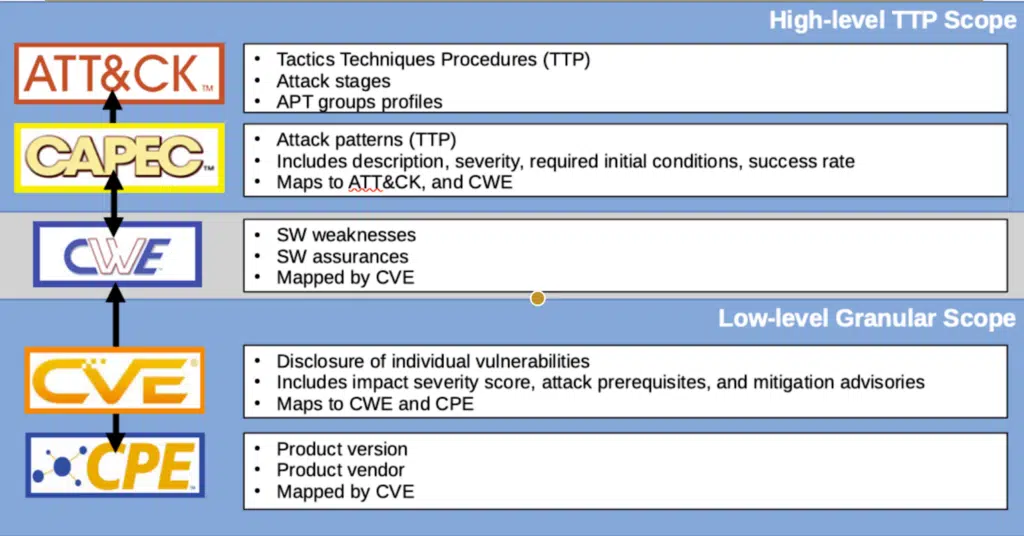 High-level TTP Scope
ATT&CK™
• Tactics Techniques Procedures (TTP)
• Attack stages
• APT groups profiles
CAPEC™
• Attack patterns (TTP)
• Includes description, severity, required initial conditions, success rate
• Maps to ATT&CK, and CWE
CWE
• SW weaknesses
• SW assurances
• Mapped by CVE
Low-level Granular Scope
CVE®
• Disclosure of individual vulnerabilities
• Includes impact severity score, attack prerequisites, and mitigation advisories
• Maps to CWE and CPE
CPE™
• Product version
• Product vendor
• Mapped by CVE